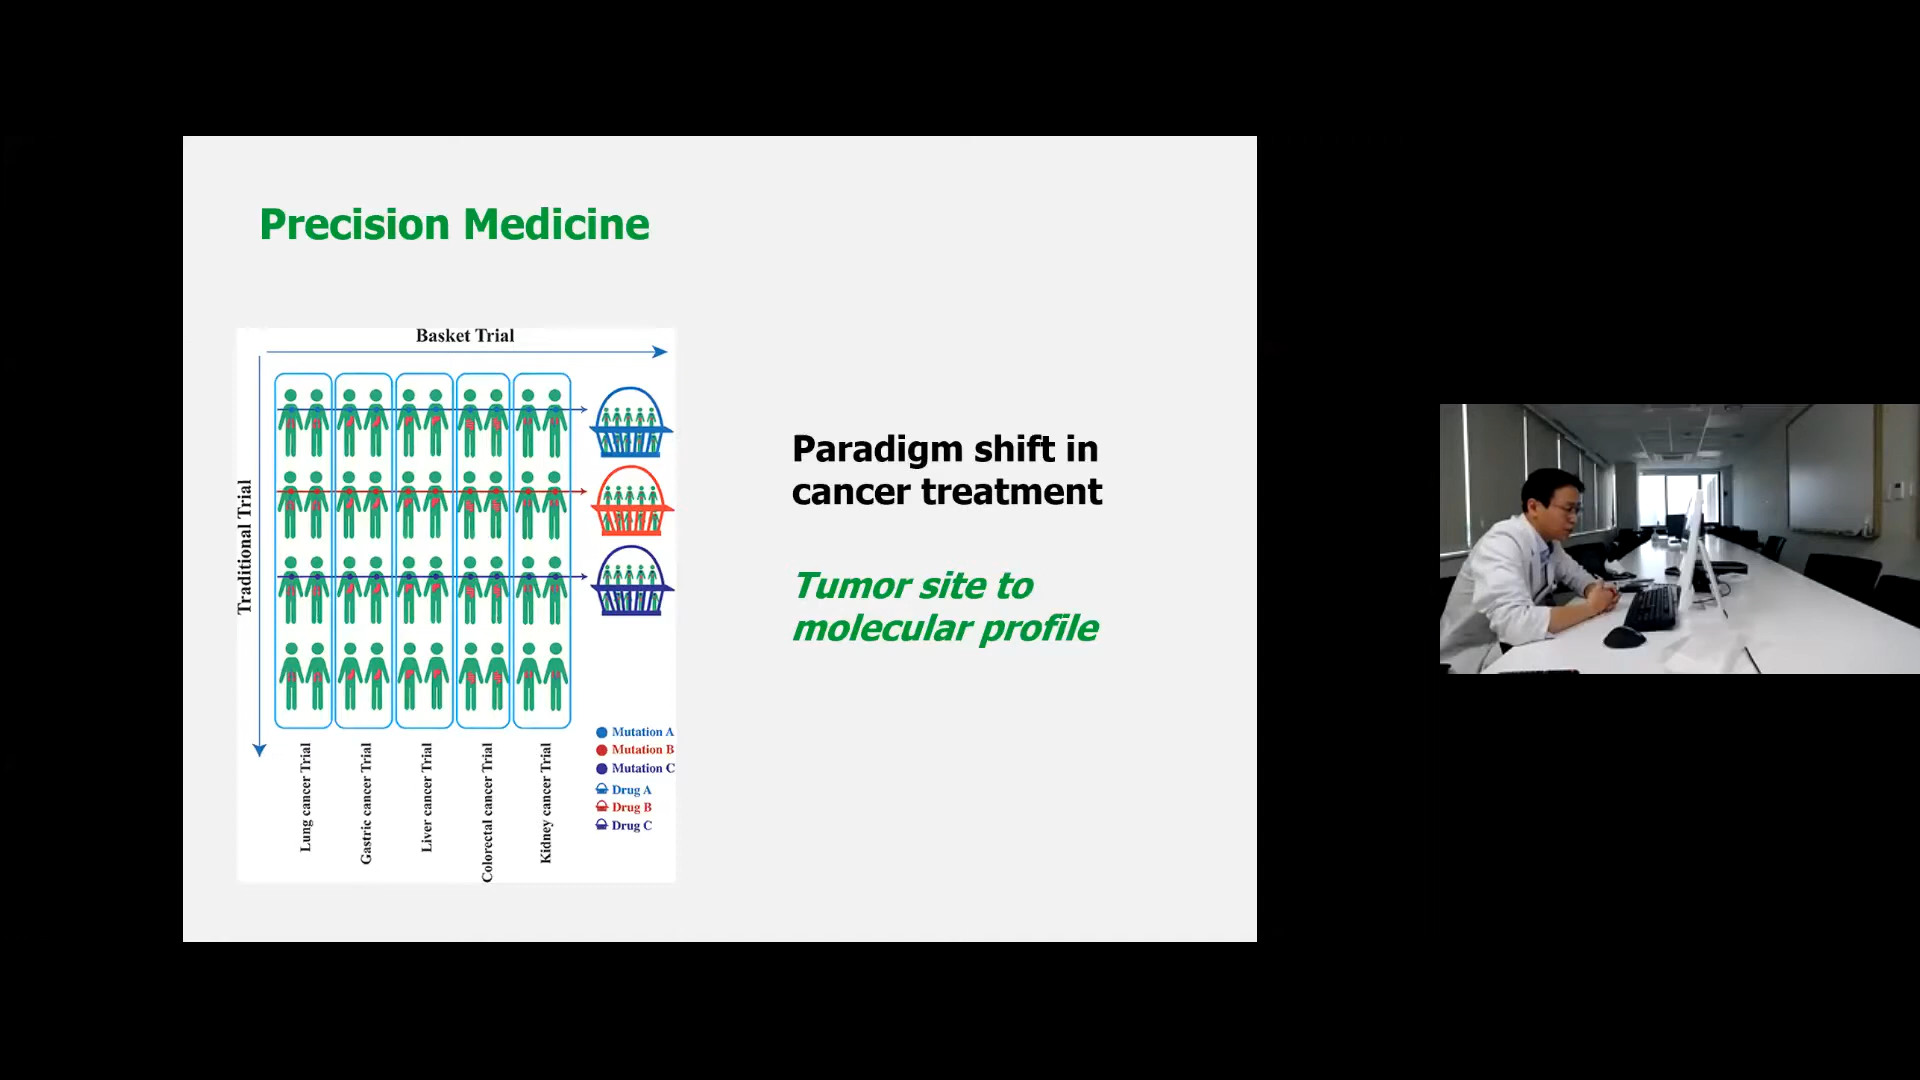 Precision Medicine
Basket Trial
Traditional Trial
Lung cancer Trial
Gastric cancer Trial
Liver cancer Trial
Colorectal cancer Trial
Kidney cancer Trial
Mutation A
Mutation B
Mutation C
Drug A
Drug B
Drug C
Paradigm shift in
cancer treatment
Tumor site to
molecular profile